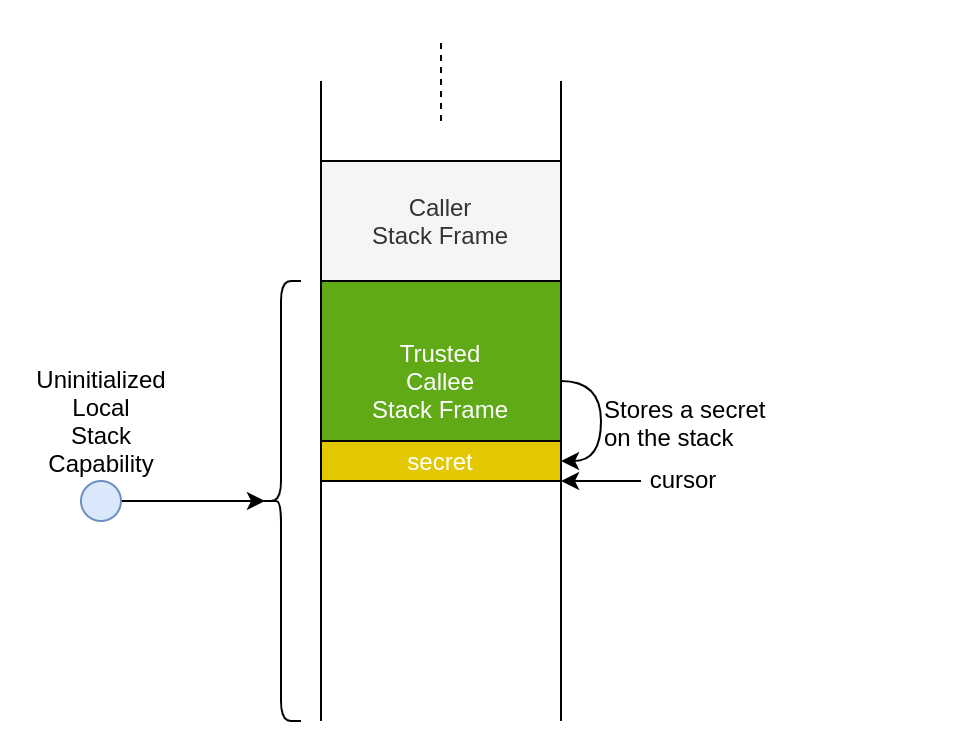 Caller
Stack Frame
Trusted
Callee
Stack Frame
Uninitialized
Local
Stack
Capability
Stores a secret
on the stack
secret
cursor